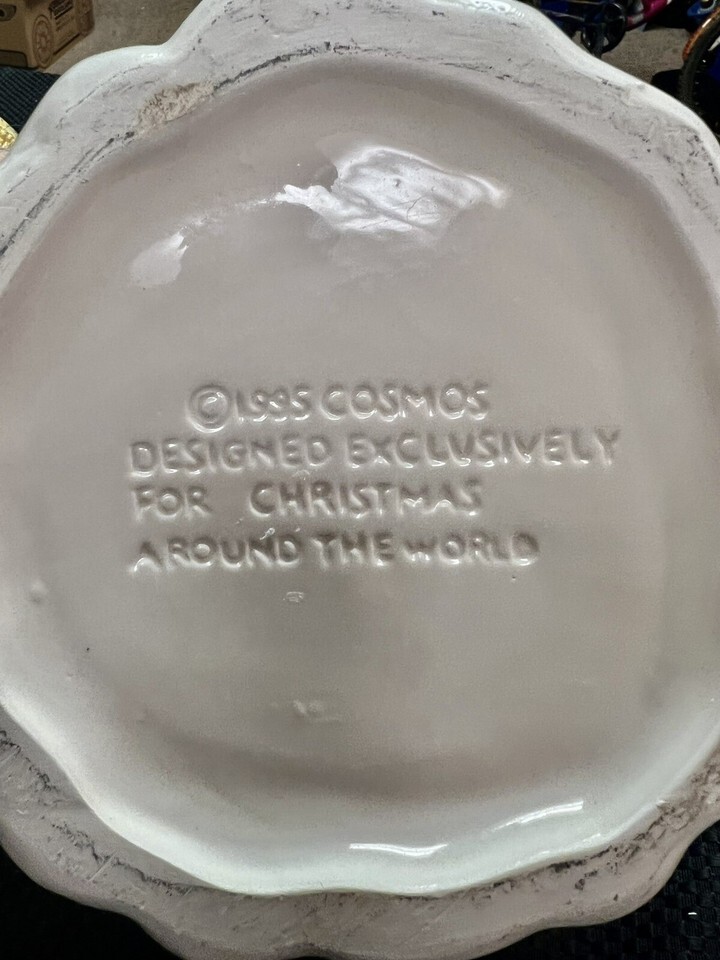 ©1995 COSMOS
DESIGNED EXCLUSIVELY
FOR CHRISTMAS
AROUND THE WORLD